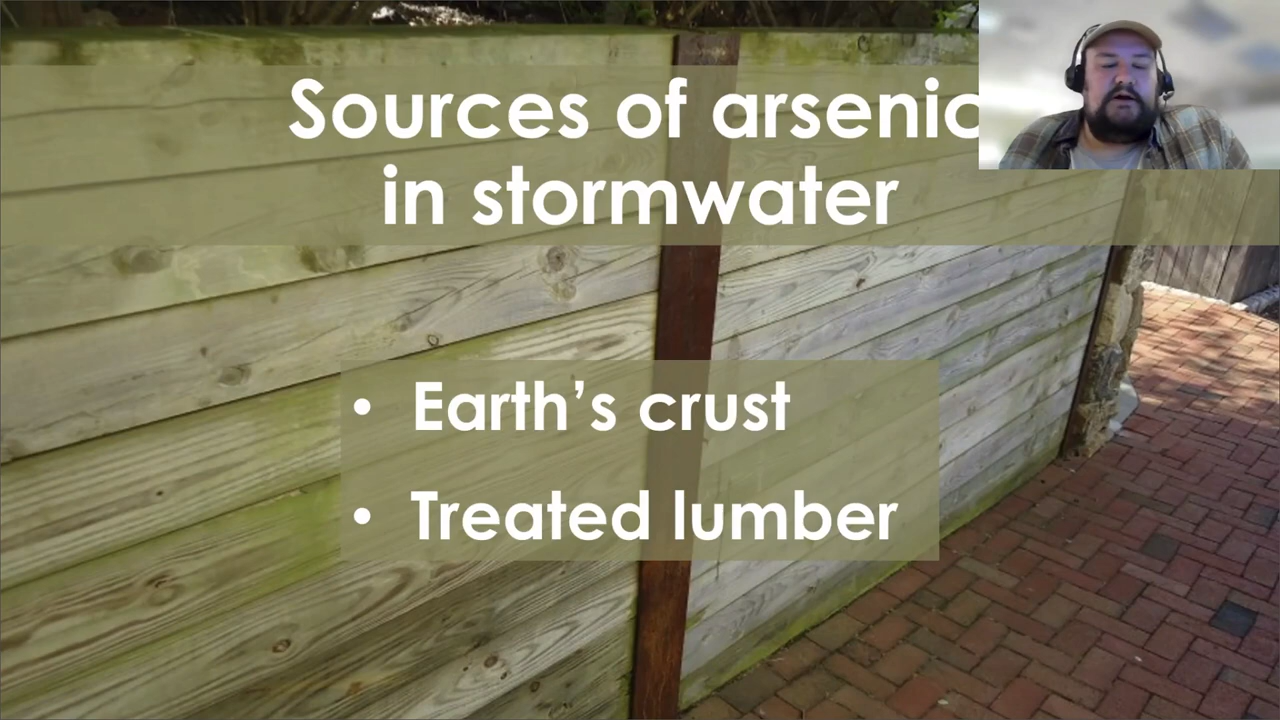 Sources of arsenic
in stormwater
• Earth’s crust
• Treated lumber